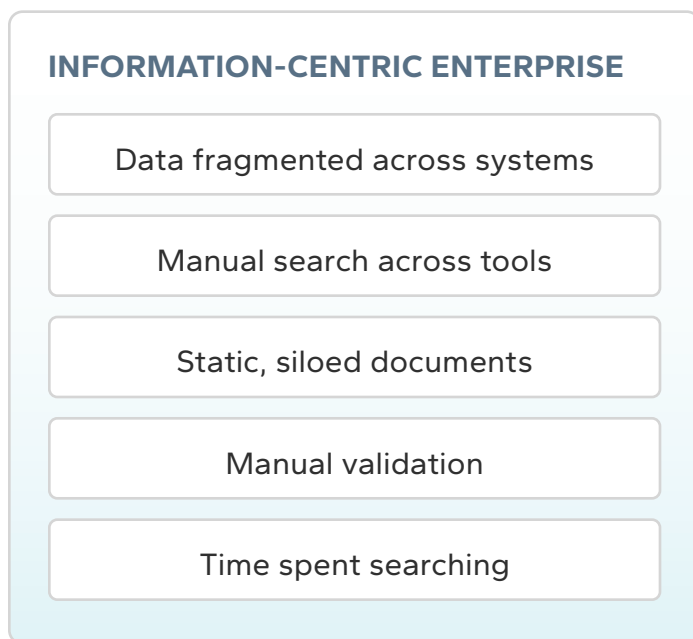 INFORMATION-CENTRIC ENTERPRISE
Data fragmented across systems
Manual search across tools
Static, siloed documents
Manual validation
Time spent searching